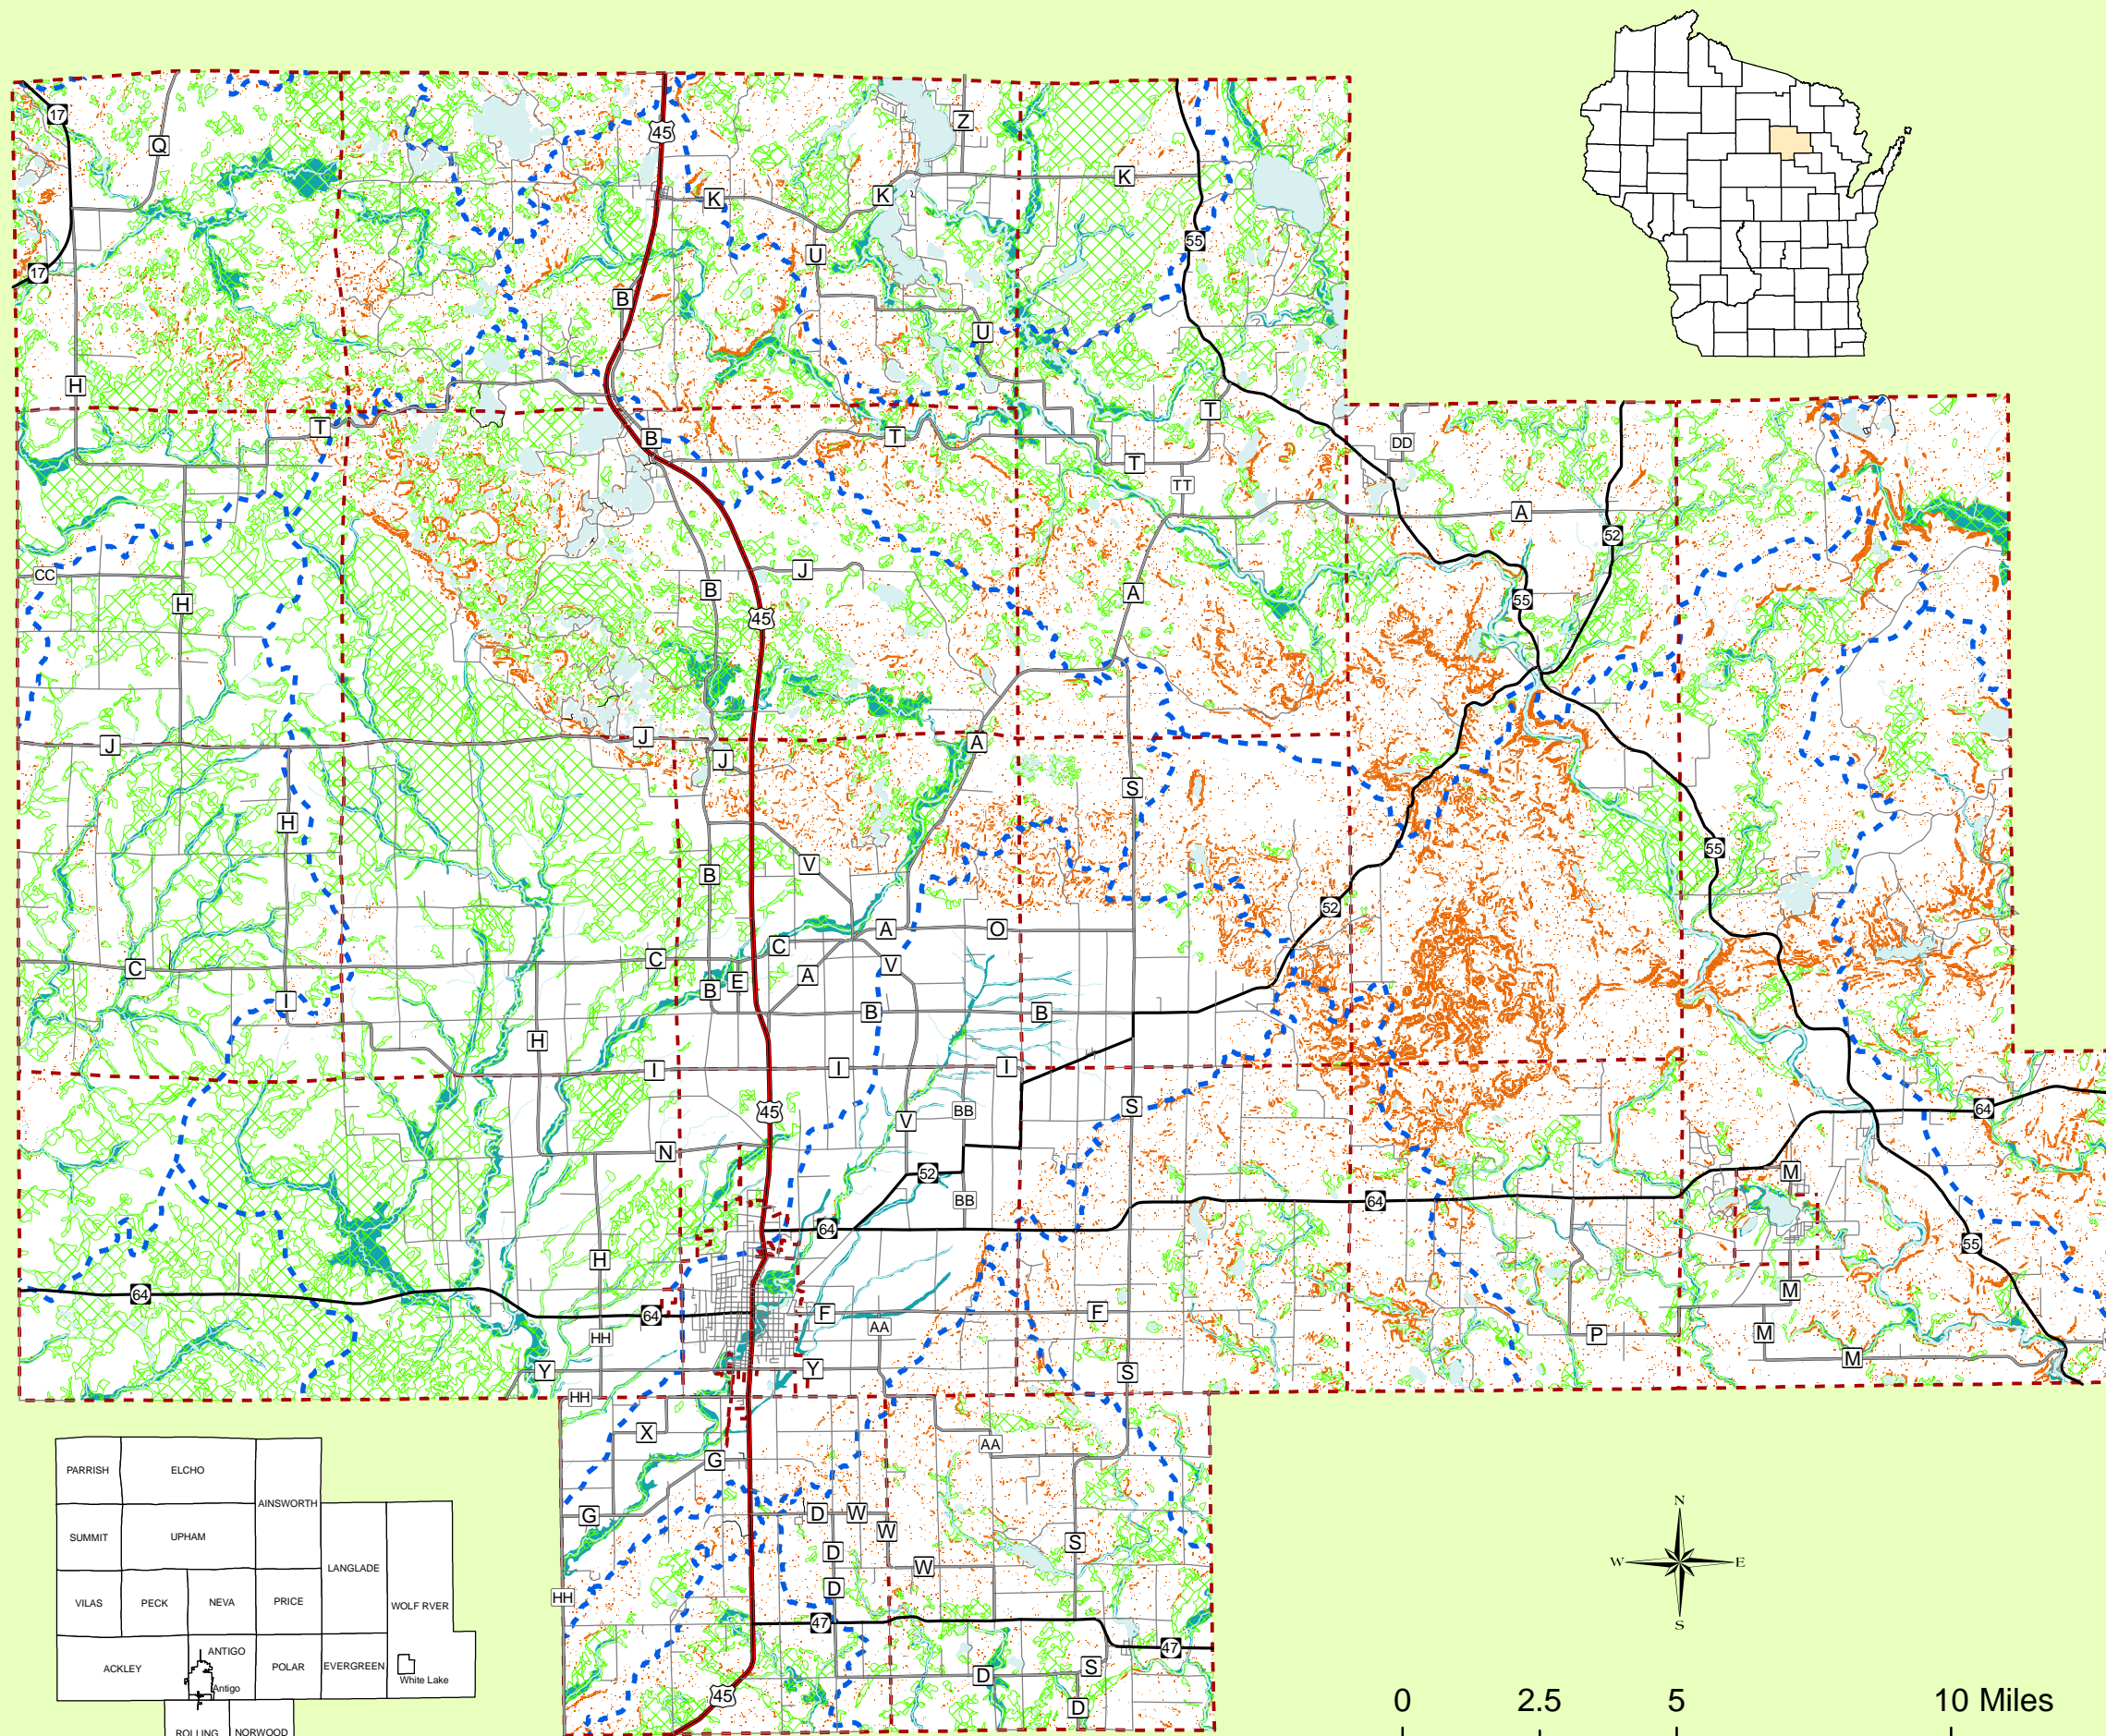 17
Q
45
Z
K
K
K
55
17
U
B
U
H
T
T
B
T
DD
T
TT
A
52
CC
H
B
J
45
A
55
J
J
J
A
S
H
B
V
55
52
C
C
C
A
O
V
A
B
E
I
B
B
H
I
I
I
45
V
BB
S
64
N
52
BB
M
64
64
H
55
64
64
F
AA
F
M
HH
P
M
M
Y
Y
S
HH
X
G
AA
G
D
W
W
D
W
S
D
HH
47
47
D
S
45
D
PARRISH
ELCHO
AINSWORTH
SUMMIT
UPHAM
LANGLADE
VILAS
PECK
NEVA
PRICE
WOLF RVER
ANTIGO
ACKLEY
POLAR
EVERGREEN
White Lake
Antigo
ROLLING
NORWOOD
N
W
E
S
0
2.5
5
10 Miles